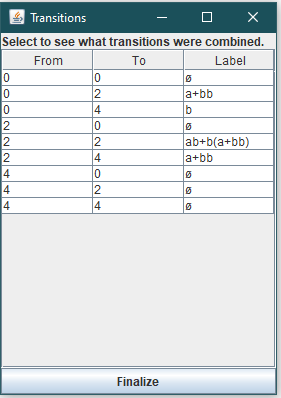 Transitions
Select to see what transitions were combined.
From To Label
0 0 ø
0 2 a+bb
0 4 b
2 0 ø
2 2 ab+b(a+bb)
2 4 a+bb
4 0 ø
4 2 ø
4 4 ø
Finalize